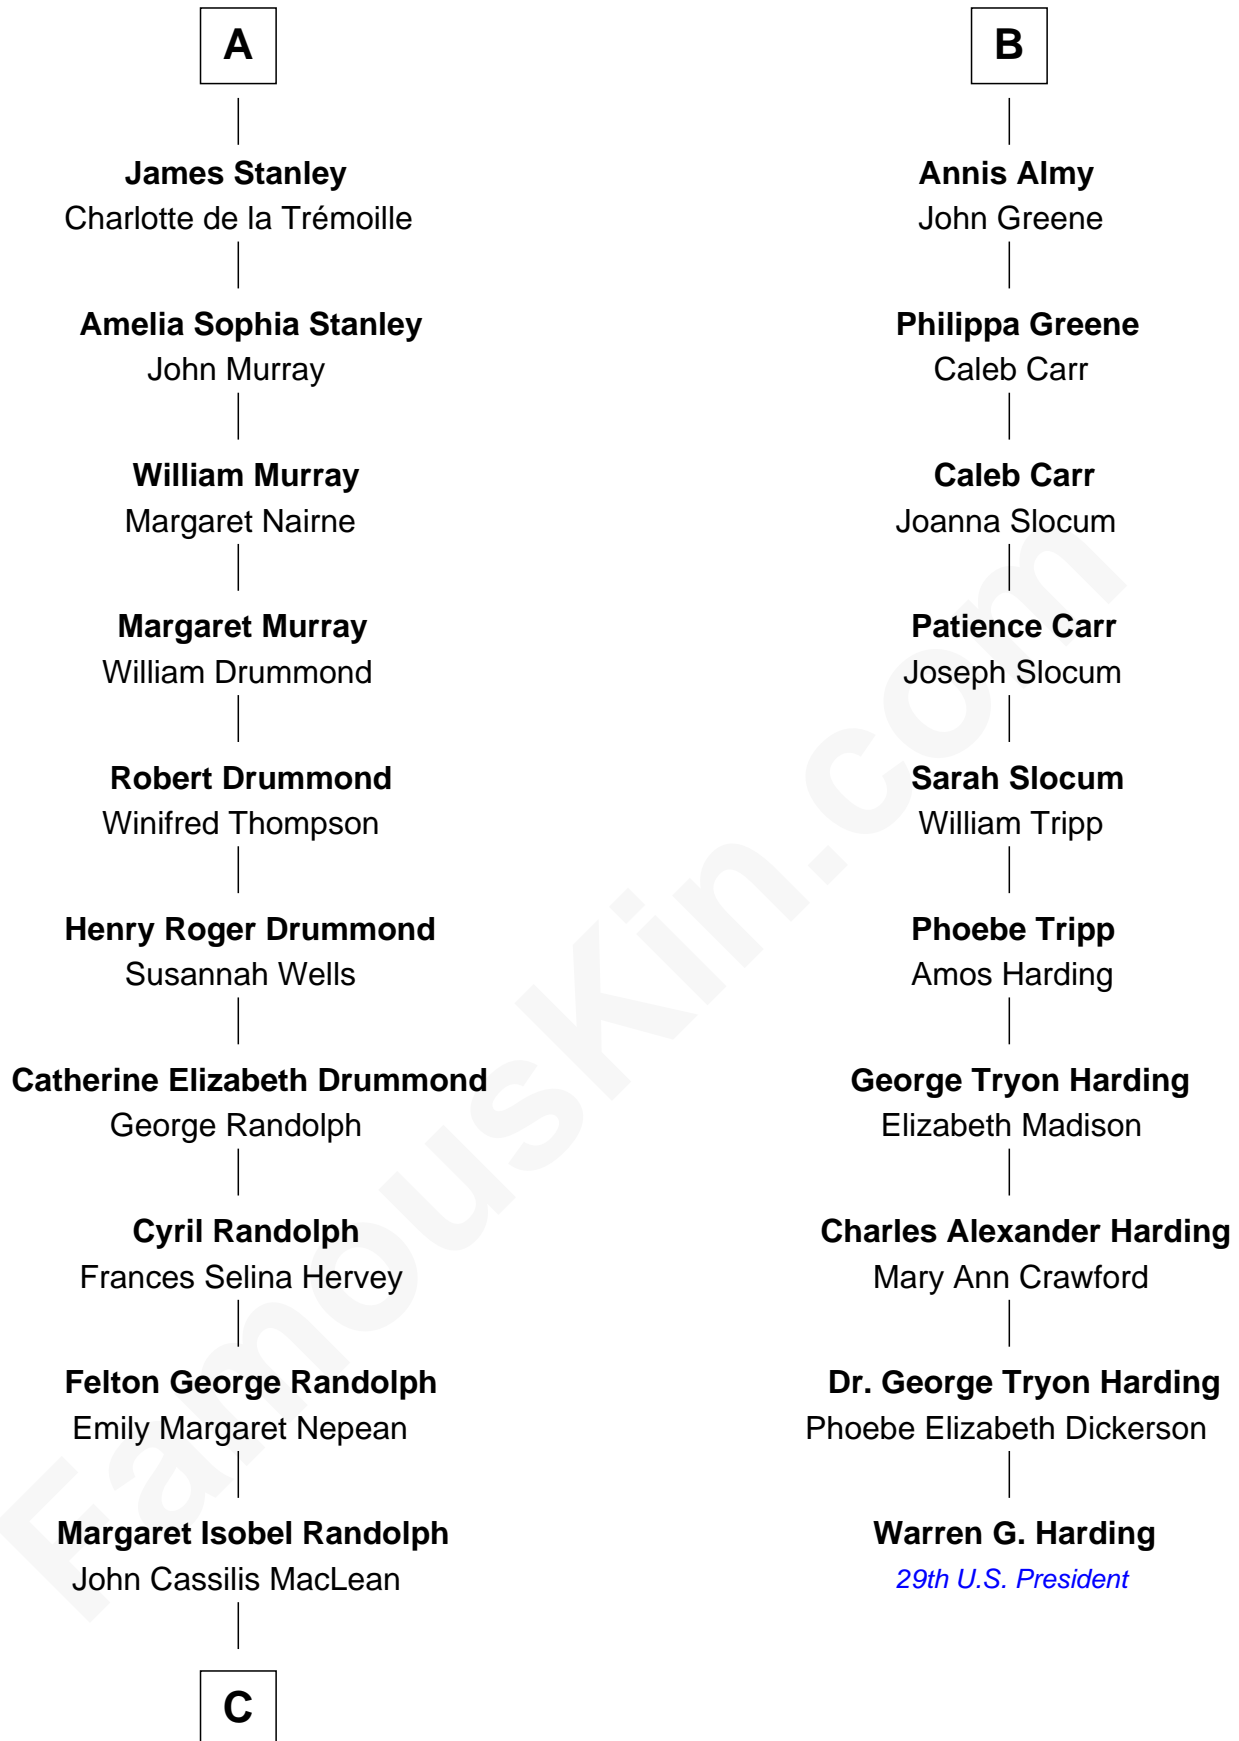 A
James Stanley
Charlotte de la Trémoille
Amelia Sophia Stanley
John Murray
William Murray
Margaret Nairne
Margaret Murray
William Drummond
Robert Drummond
Winifred Thompson
Henry Roger Drummond
Susannah Wells
Catherine Elizabeth Drummond
George Randolph
Cyril Randolph
Frances Selina Hervey
Felton George Randolph
Emily Margaret Nepean
Margaret Isobel Randolph
John Cassilis MacLean
C
B
Annis Almy
John Greene
Philippa Greene
Caleb Carr
Caleb Carr
Joanna Slocum
Patience Carr
Joseph Slocum
Sarah Slocum
William Tripp
Phoebe Tripp
Amos Harding
George Tryon Harding
Elizabeth Madison
Charles Alexander Harding
Mary Ann Crawford
Dr. George Tryon Harding
Phoebe Elizabeth Dickerson
Warren G. Harding
29th U.S. President
FamousKin.com